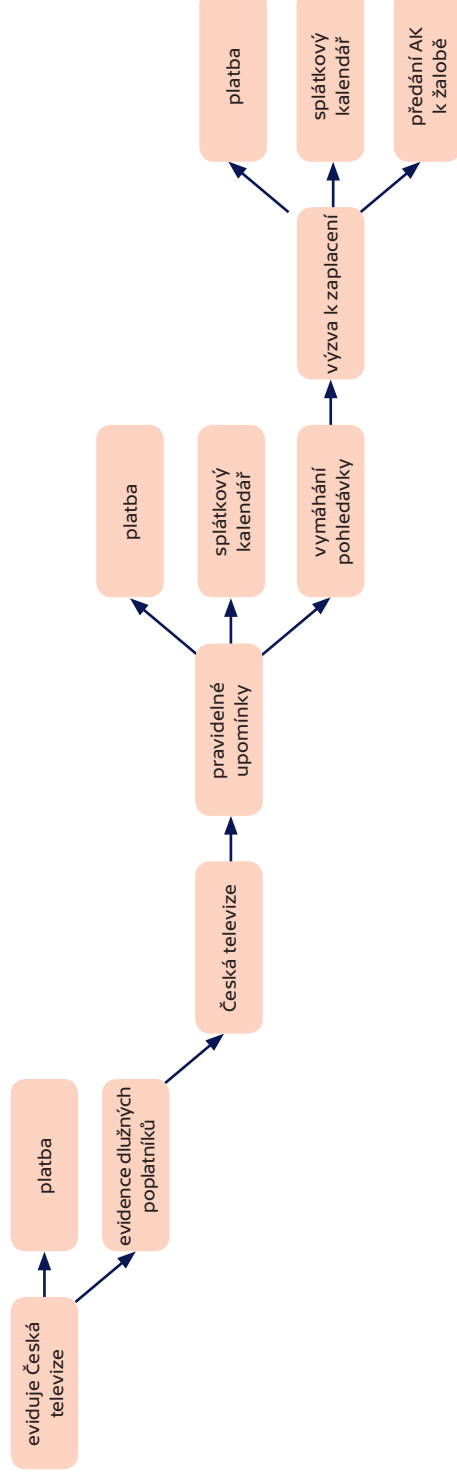 eviduje Česká
televize
platba
evidence dlužných
poplatníků
Česká televize
pravidelné
upomínky
platba
splátkový
kalendář
vymáhání
pohledávky
výzva k zaplacení
platba
splátkový
kalendář
předání AK
k žalobě